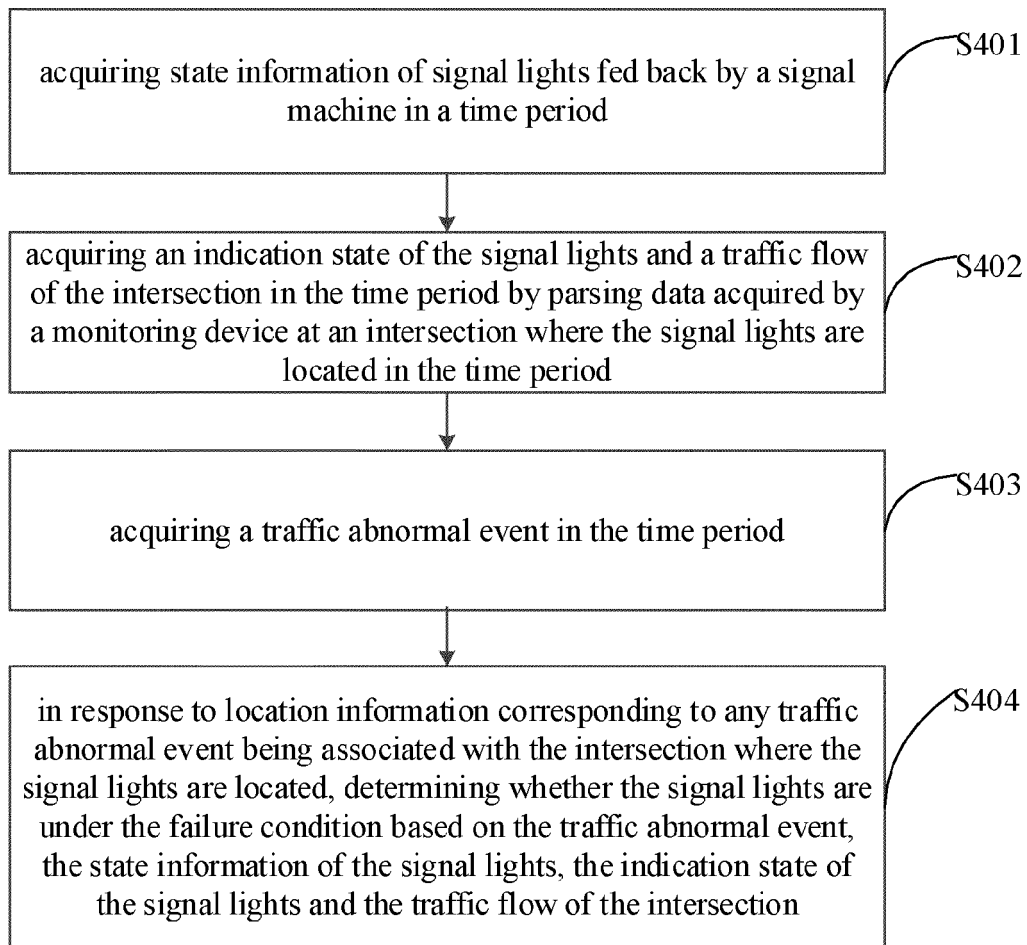 acquiring state information of signal lights fed back by a signal
machine in a time period
S401
acquiring an indication state of the signal lights and a traffic flow
of the intersection in the time period by parsing data acquired by
a monitoring device at an intersection where the signal lights are
located in the time period
S402
acquiring a traffic abnormal event in the time period
S403
in response to location information corresponding to any traffic
abnormal event being associated with the intersection where the
signal lights are located, determining whether the signal lights are
under the failure condition based on the traffic abnormal event,
the state information of the signal lights, the indication state of
the signal lights and the traffic flow of the intersection
S404